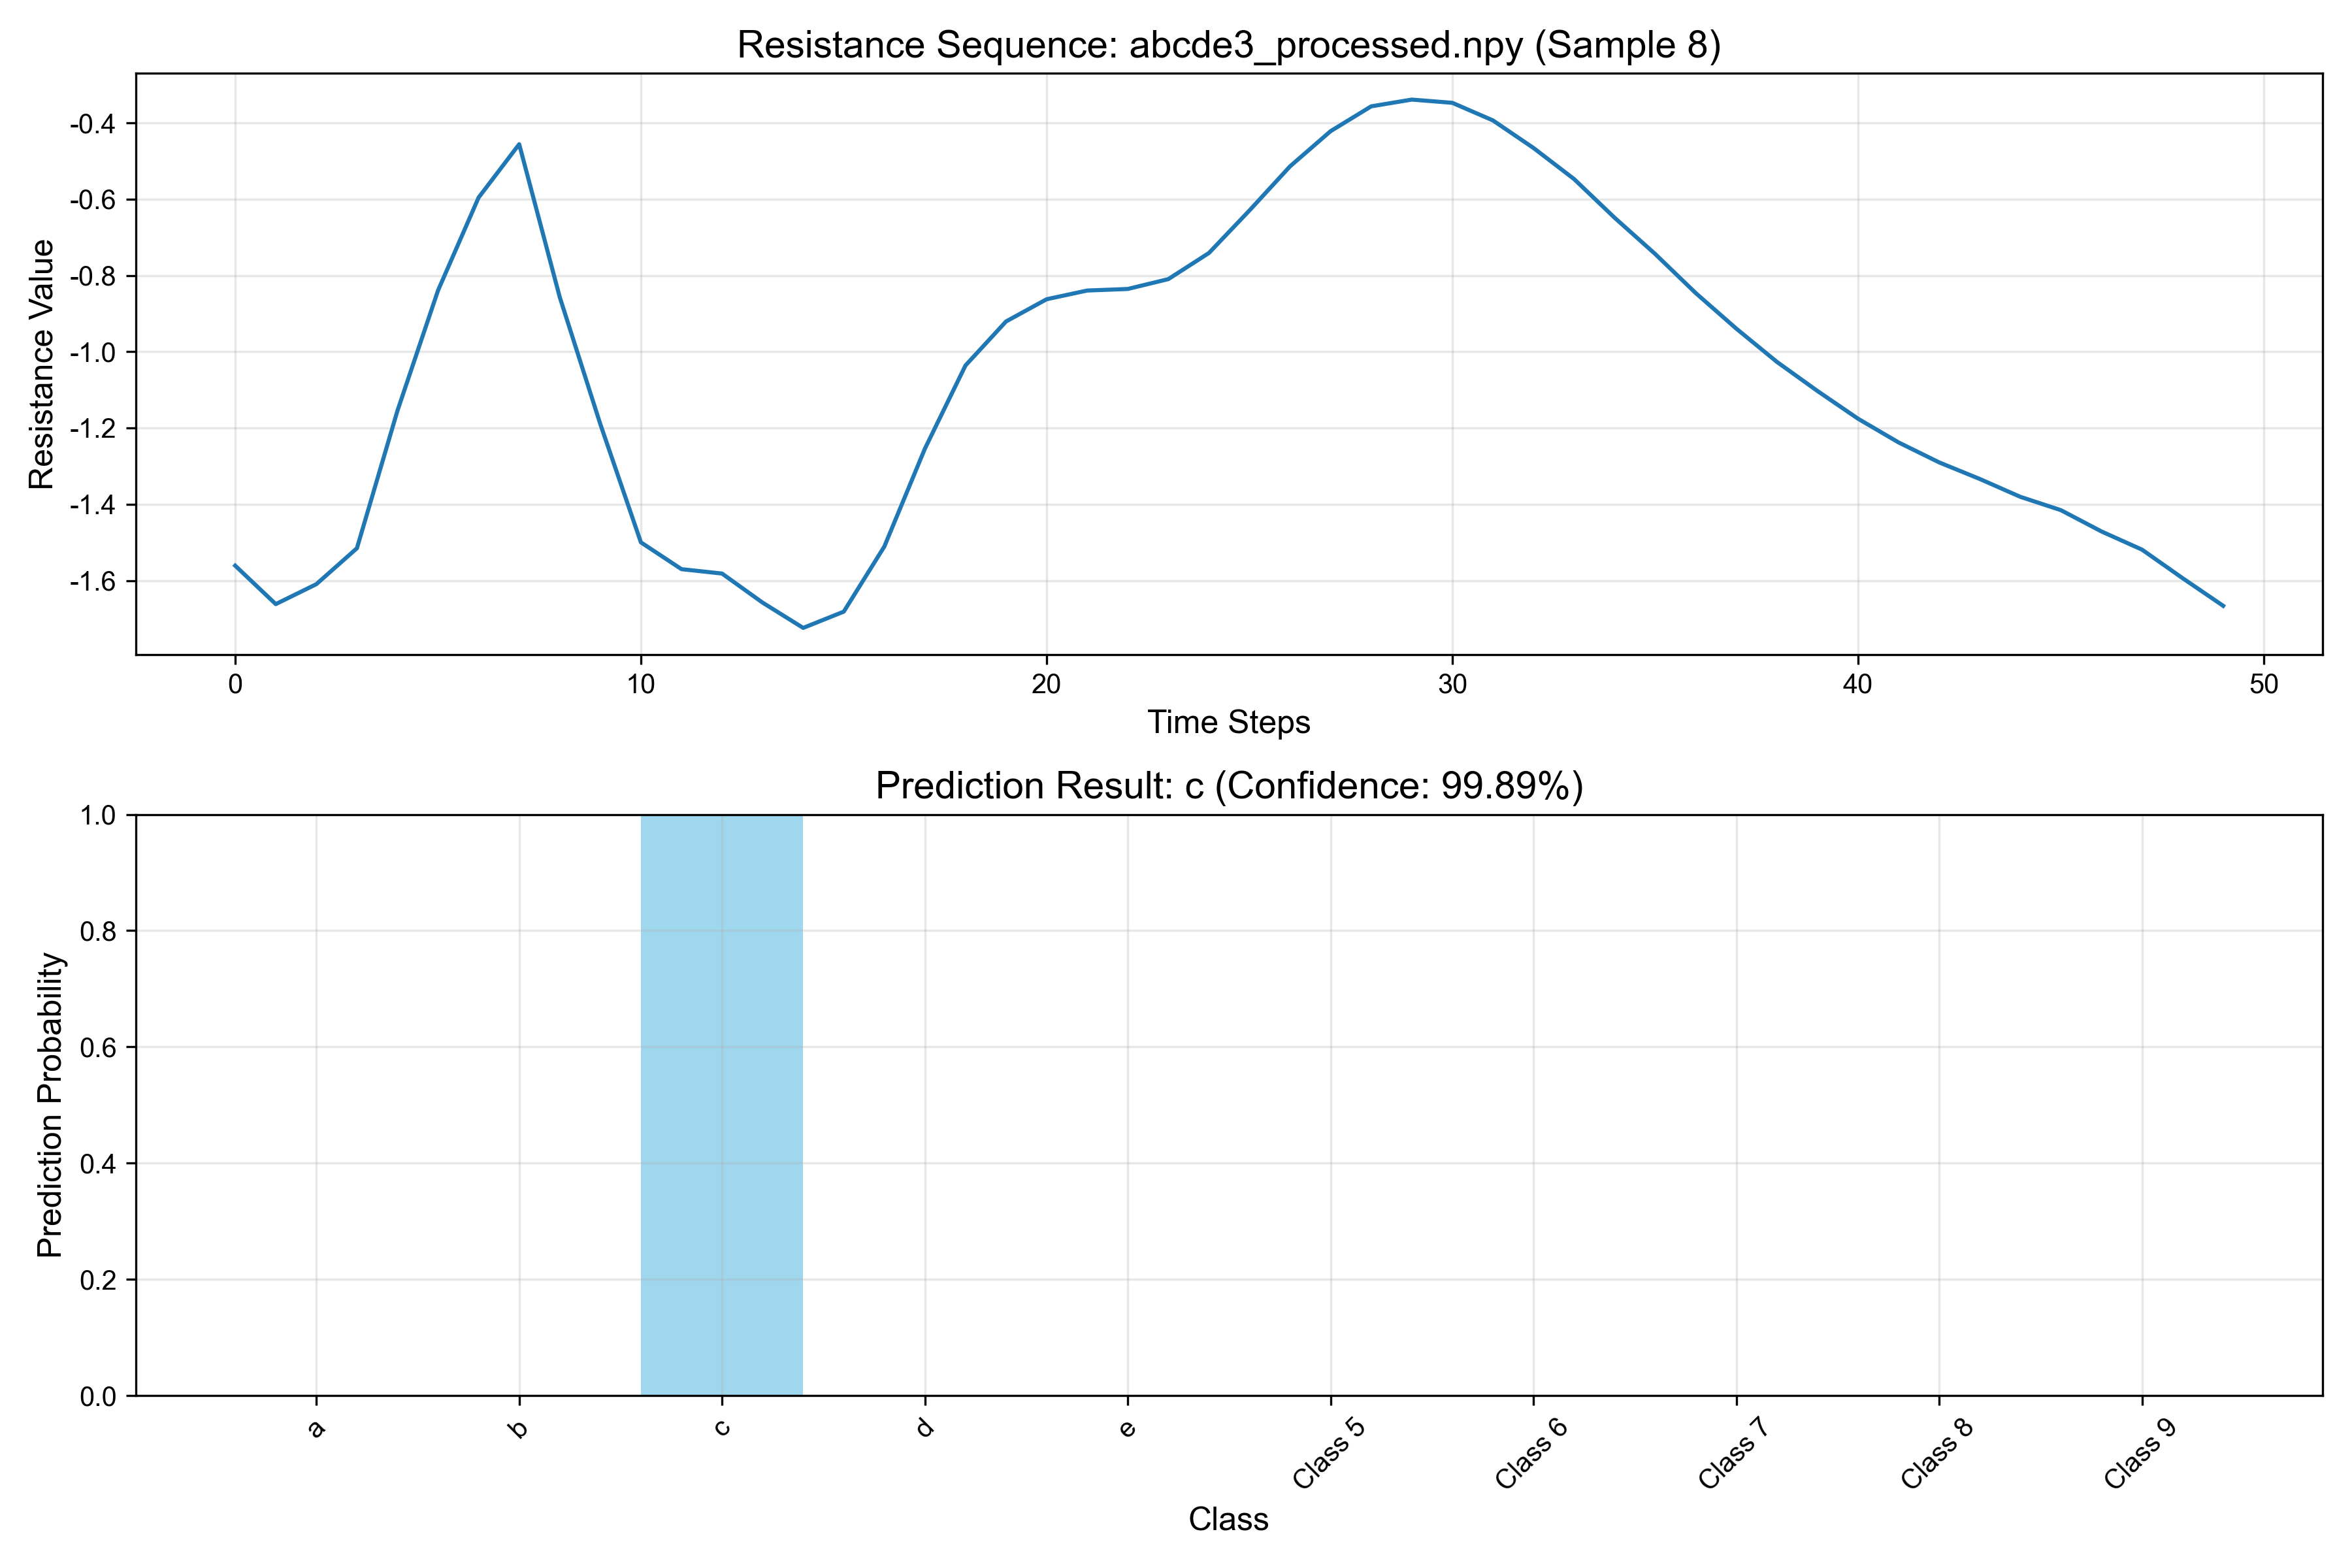 Resistance Sequence: abcde3_processed.npy (Sample 8)
Resistance Value
-0.4
-0.6
-0.8
-1.0
-1.2
-1.4
-1.6
0 10 20 30 40 50
Time Steps
Prediction Result: c (Confidence: 99.89%)
Prediction Probability
1.0
0.8
0.6
0.4
0.2
0.0
a b c d e Class 5 Class 6 Class 7 Class 8 Class 9
Class